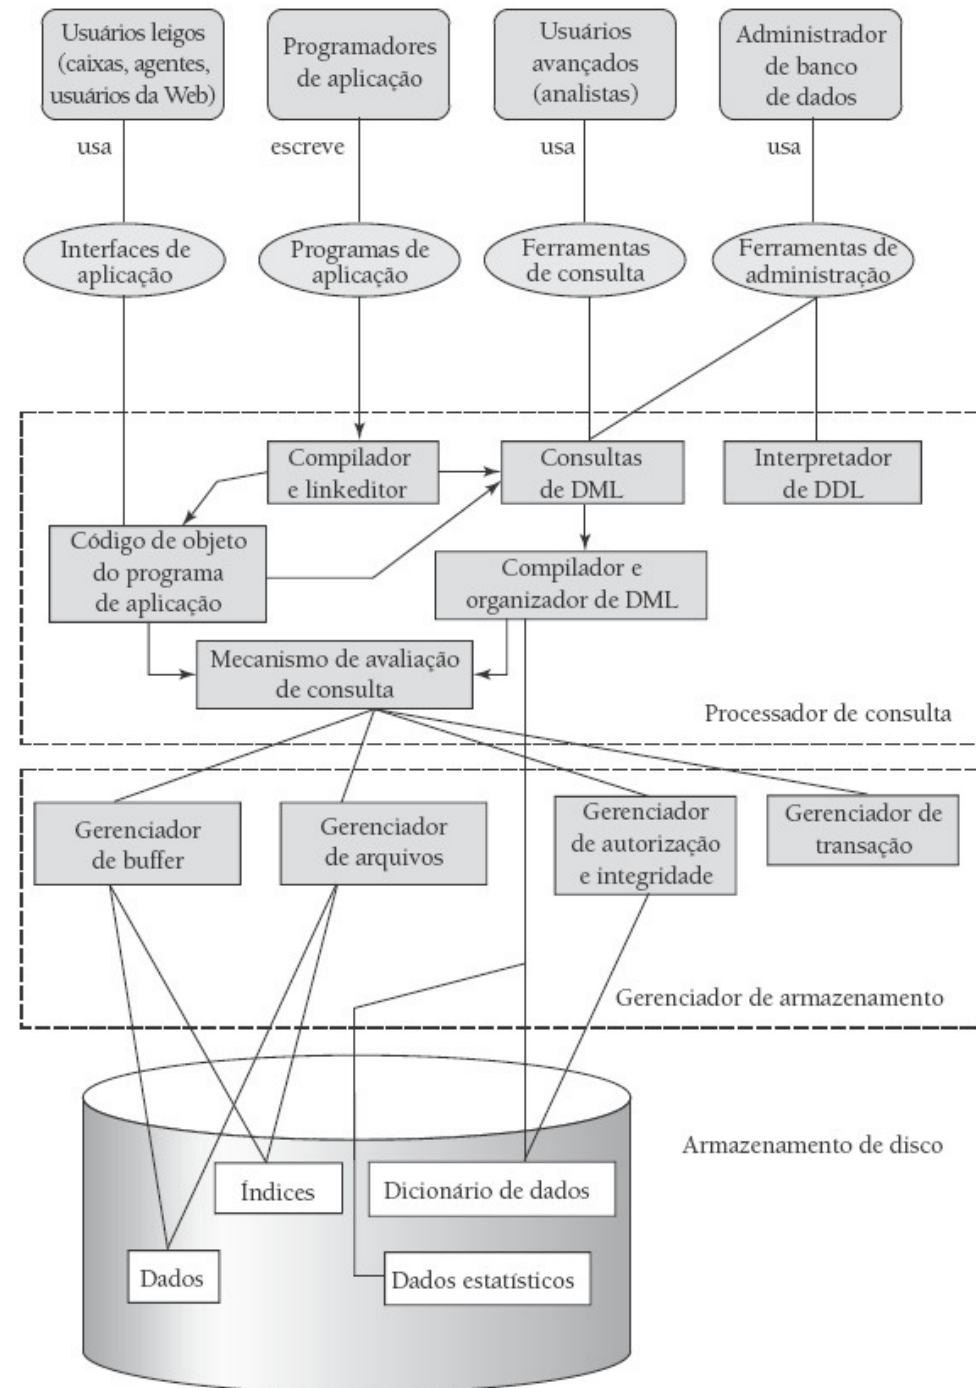 Usuários leigos
(caixas, agentes,
usuários da Web)
Programadores
de aplicação
Usuários
avançados
(analistas)
Administrador
de banco
de dados
usa
escreve
usa
usa
Interfaces de
aplicação
Programas de
aplicação
Ferramentas
de consulta
Ferramentas de
administração
Compilador
e linkeditor
Consultas
de DML
Interpretador
de DDL
Código de objeto
do programa
de aplicação
Compilador e
organizador de DML
Mecanismo de avaliação
de consulta
Processador de consulta
Gerenciador
de buffer
Gerenciador
de arquivos
Gerenciador
de autorização
e integridade
Gerenciador de
transação
Gerenciador de armazenamento
Armazenamento de disco
Índices
Dicionário de dados
Dados
Dados estatísticos